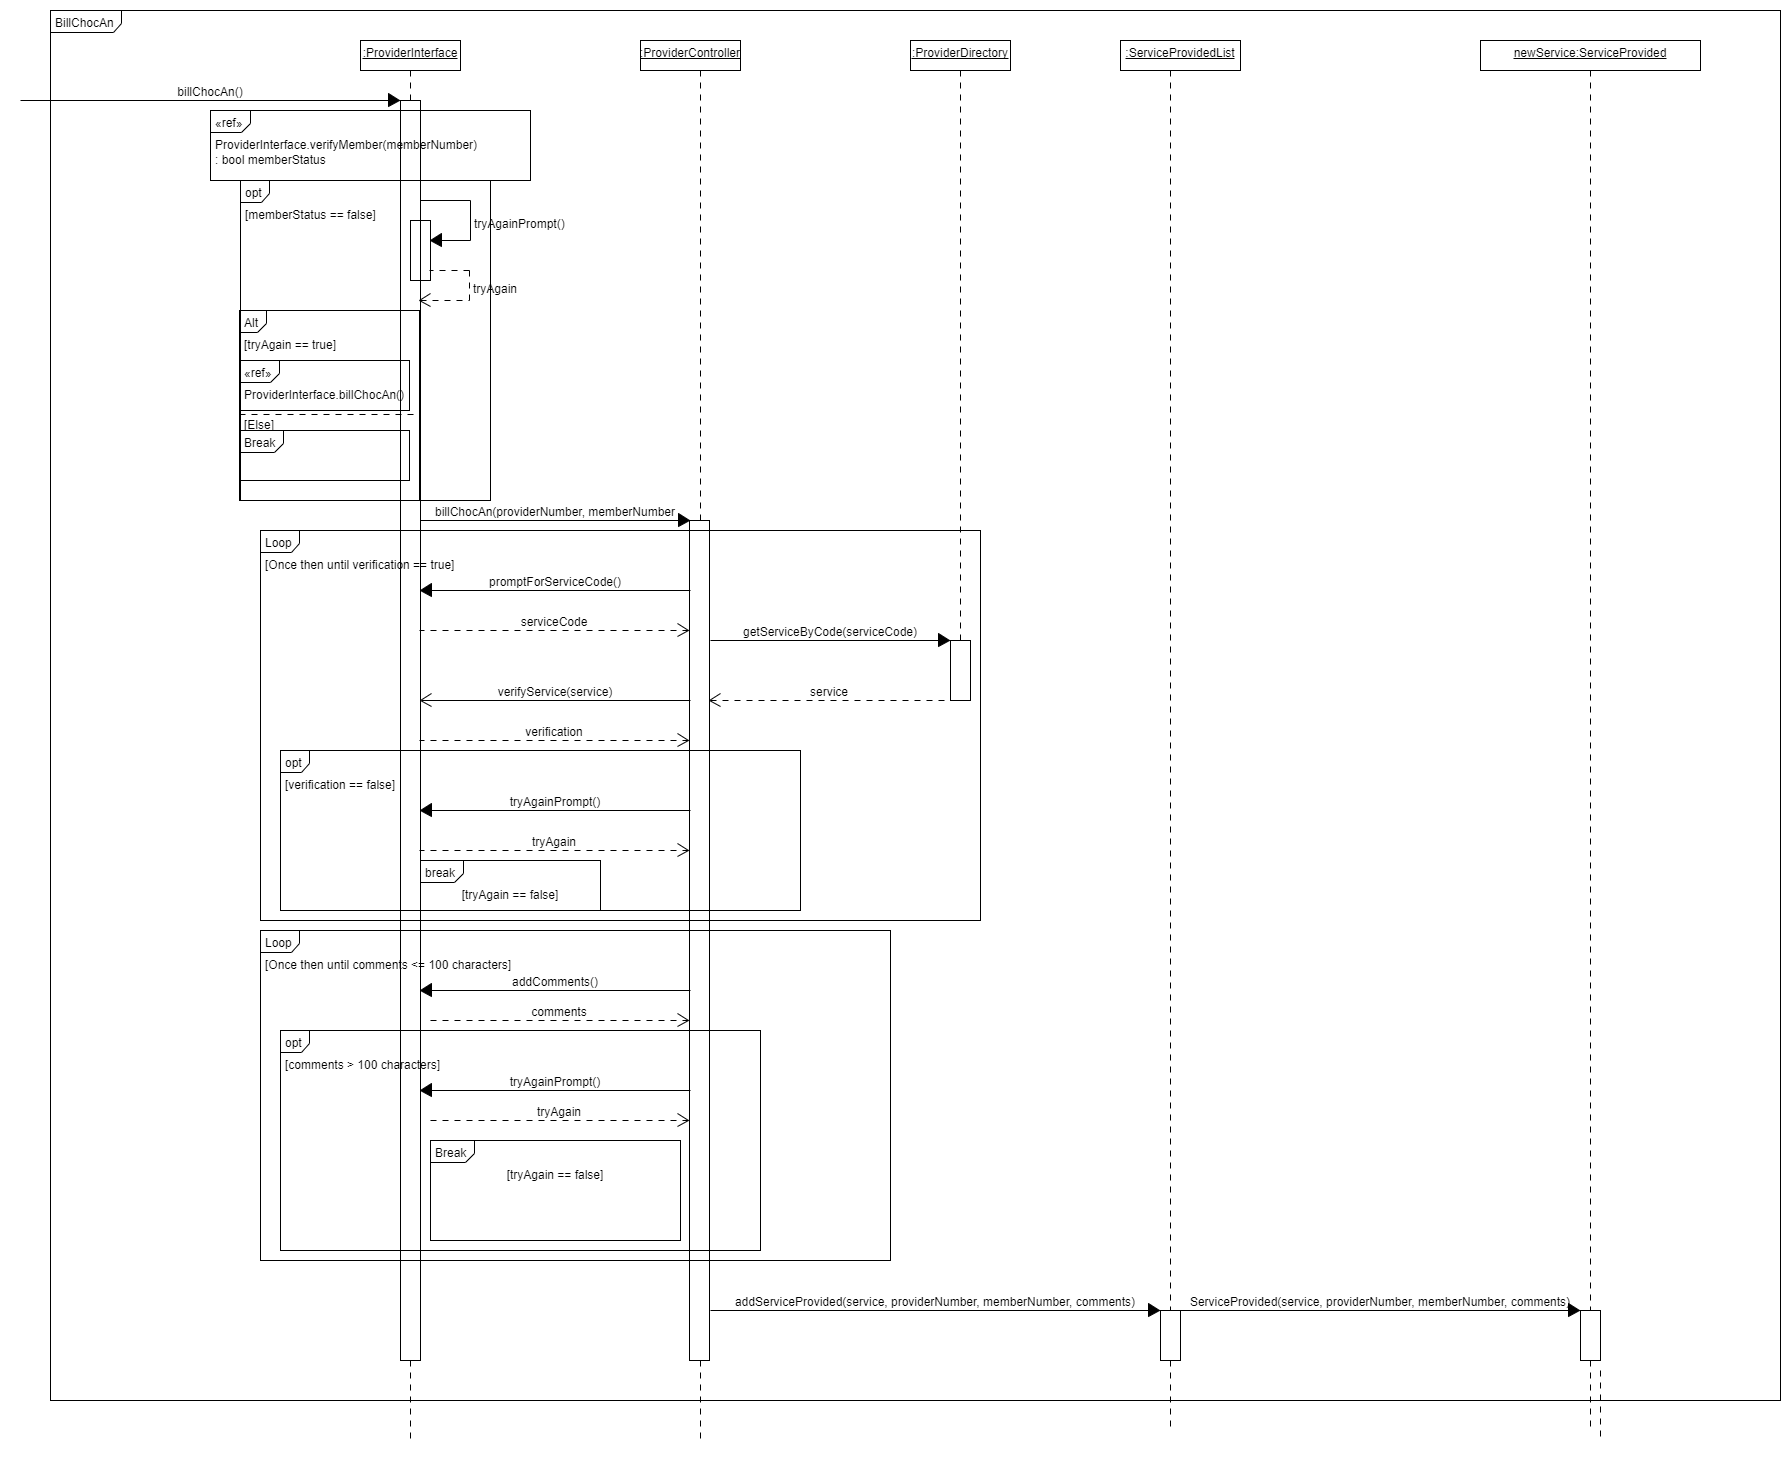 BillChocAn
:ProviderInterface
:ProviderController
:ProviderDirectory
:ServiceProvidedList
newService:ServiceProvided
billChocAn()
«ref»
ProviderInterface.verifyMember(memberNumber)
: bool memberStatus
opt
[memberStatus == false]
tryAgainPrompt()
tryAgain
Alt
[tryAgain == true]
«ref»
ProviderInterface.billChocAn()
[Else]
Break
billChocAn(providerNumber, memberNumber
Loop
[Once then until verification == true]
promptForServiceCode()
serviceCode
getServiceByCode(serviceCode)
verifyService(service)
service
verification
opt
[verification == false]
tryAgainPrompt()
tryAgain
break
[tryAgain == false]
Loop
[Once then until comments <= 100 characters]
addComments()
comments
opt
[comments > 100 characters]
tryAgainPrompt()
tryAgain
Break
[tryAgain == false]
addServiceProvided(service, providerNumber, memberNumber, comments)
ServiceProvided(service, providerNumber, memberNumber, comments)